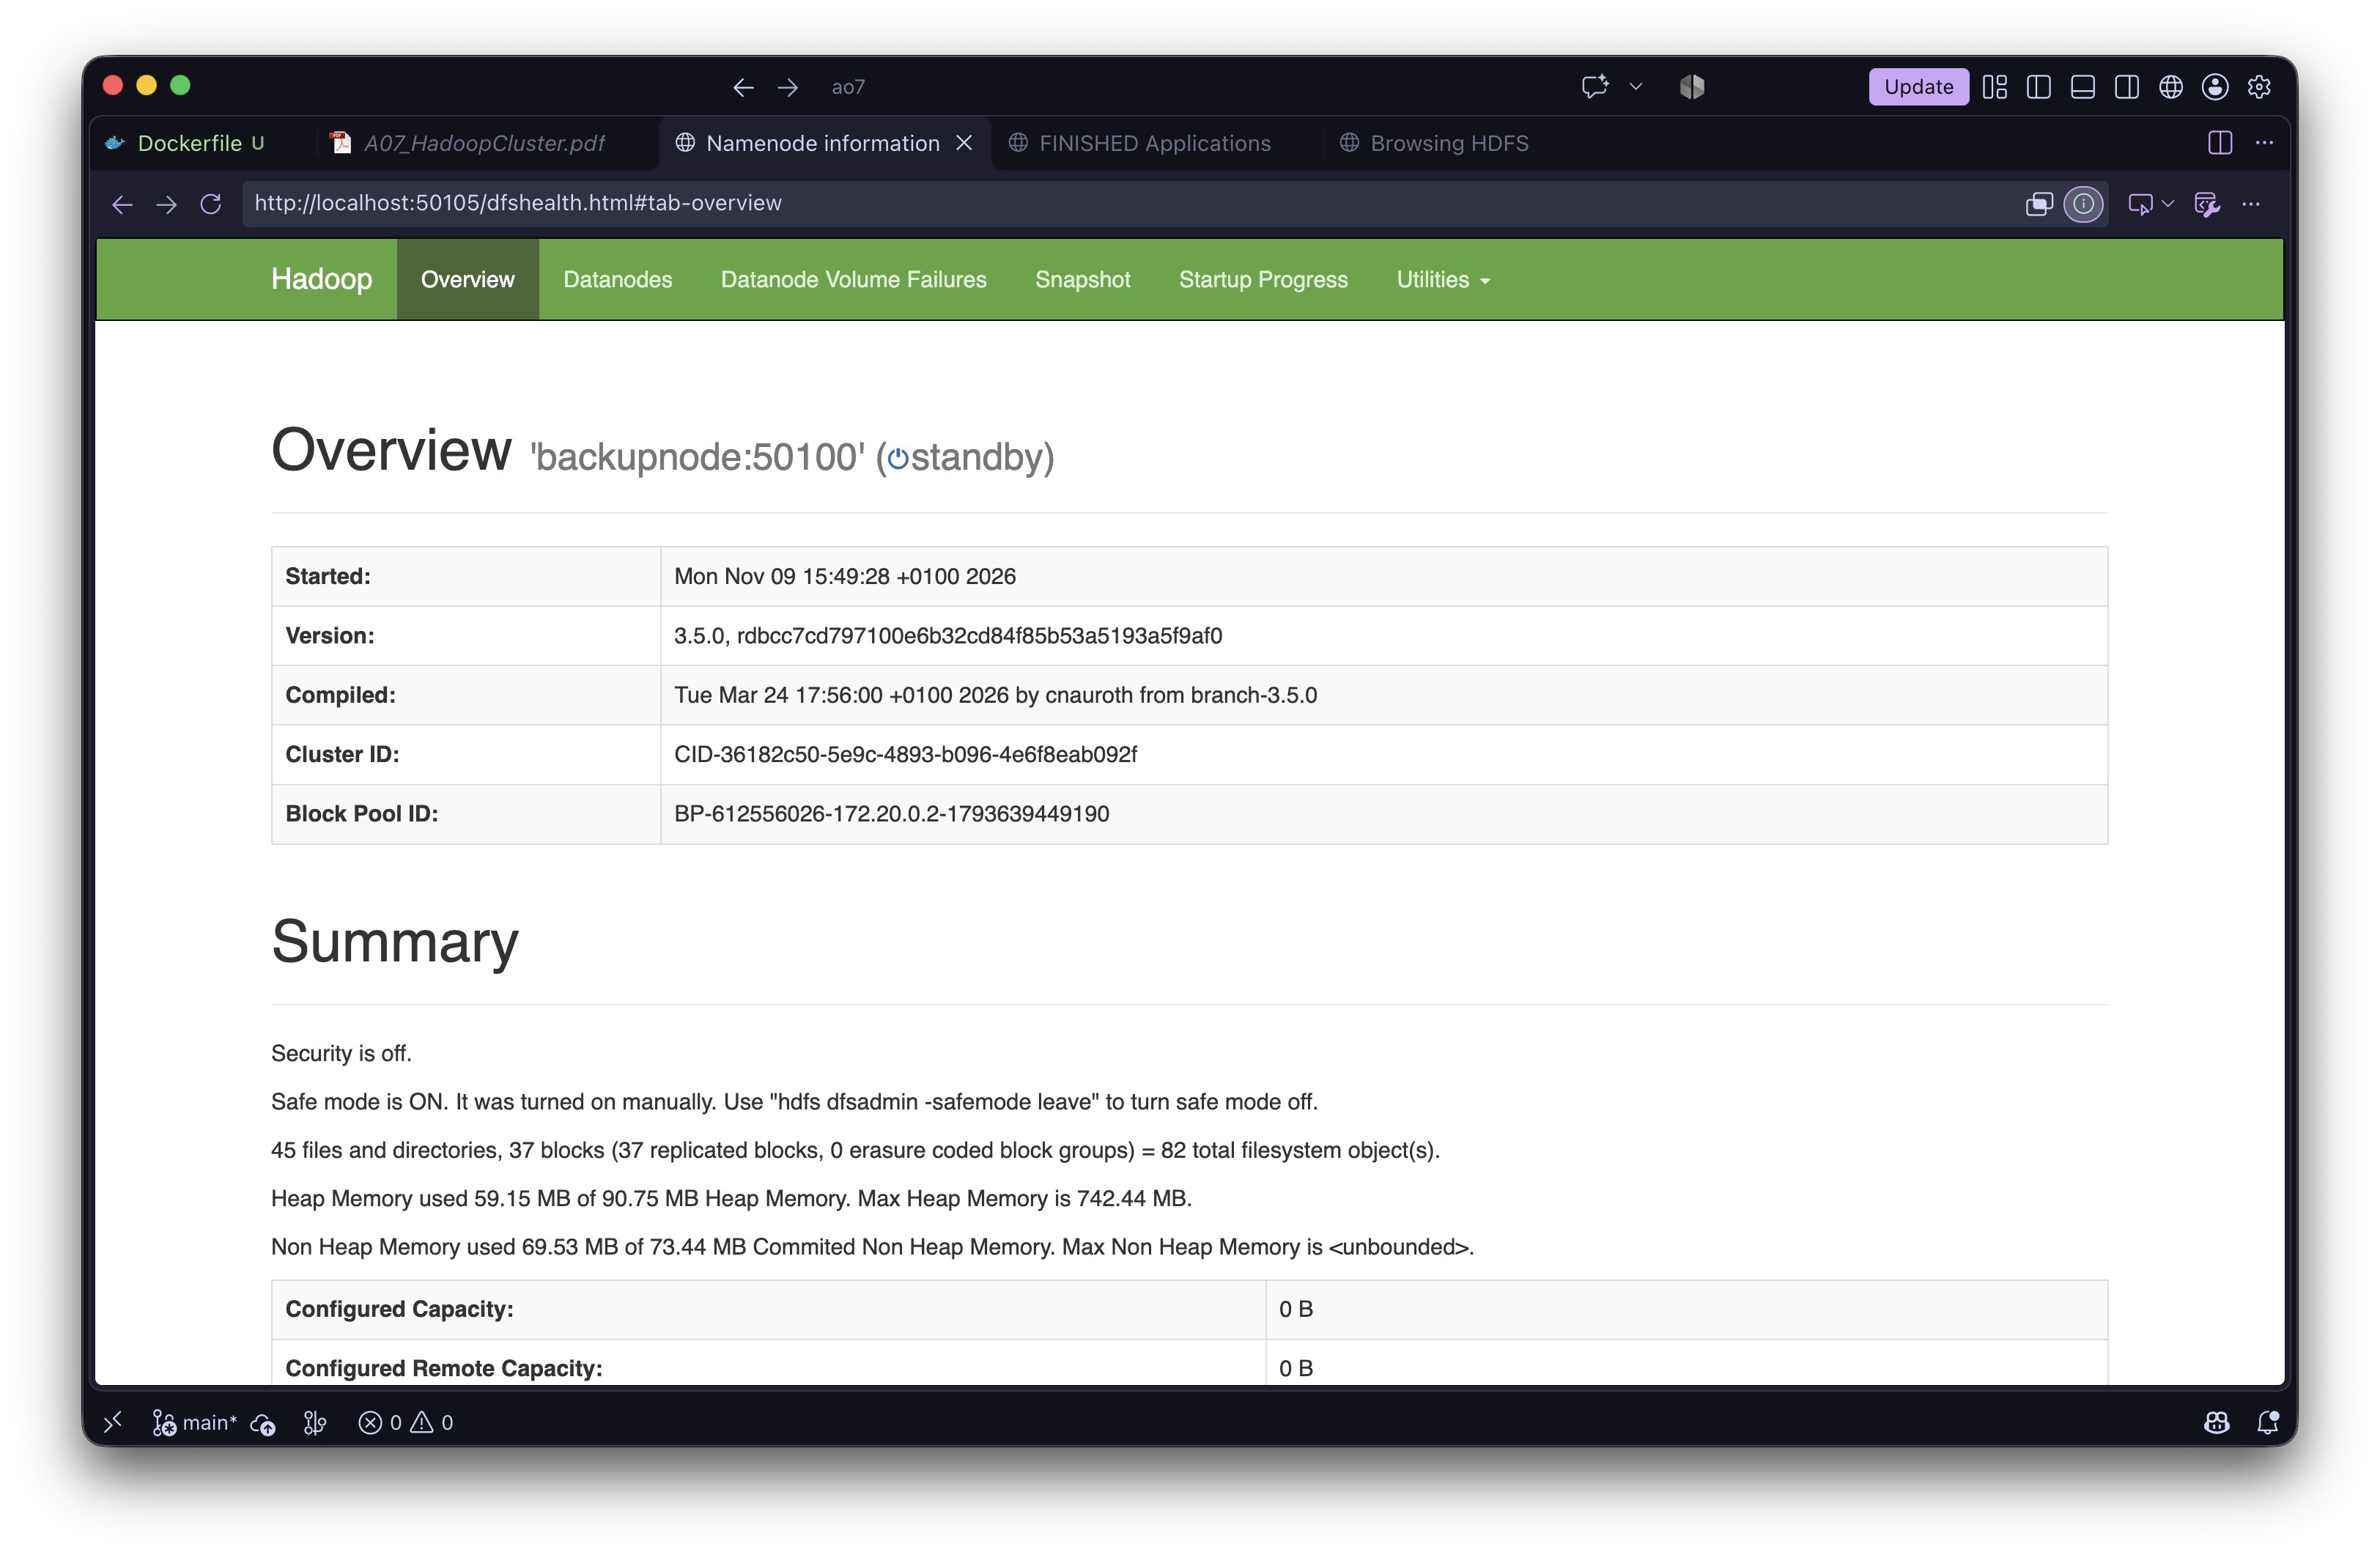 ao7
Update
Dockerfile U
A07_HadoopCluster.pdf
Namenode information
FINISHED Applications
Browsing HDFS
http://localhost:50105/dfshealth.html#tab-overview
Hadoop Overview Datanodes Datanode Volume Failures Snapshot Startup Progress Utilities
Overview 'backupnode:50100' (standby)
Started: Mon Nov 09 15:49:28 +0100 2026
Version: 3.5.0, rdbcc7cd797100e6b32cd84f85b53a5193a5f9af0
Compiled: Tue Mar 24 17:56:00 +0100 2026 by cnauroth from branch-3.5.0
Cluster ID: CID-36182c50-5e9c-4893-b096-4e6f8eab092f
Block Pool ID: BP-612556026-172.20.0.2-1793639449190
Summary
Security is off.
Safe mode is ON. It was turned on manually. Use "hdfs dfsadmin -safemode leave" to turn safe mode off.
45 files and directories, 37 blocks (37 replicated blocks, 0 erasure coded block groups) = 82 total filesystem object(s).
Heap Memory used 59.15 MB of 90.75 MB Heap Memory. Max Heap Memory is 742.44 MB.
Non Heap Memory used 69.53 MB of 73.44 MB Commited Non Heap Memory. Max Non Heap Memory is <unbounded>.
Configured Capacity: 0 B
Configured Remote Capacity: 0 B
main* 0 0